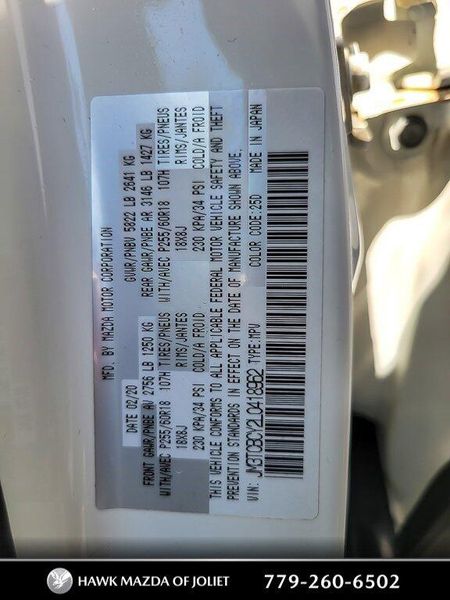 MFD. BY MAZDA MOTOR CORPORATION
DATE 02/20 GVWR/PNBV 5822 LB 2641 KG
FRONT GAWR/PNBE AV 2756 LB 1250 KG REAR GAWR/PNBE AR 3146 LB 1427 KG
WITH/AVEC P255/60R18 107H TIRES/PNEUS WITH/AVEC P255/60R18 107H TIRES/PNEUS
18X8J RIMS/JANTES 18X8J RIMS/JANTES
230 KPA/34 PSI COLD/A FROID 230 KPA/34 PSI COLD/A FROID
THIS VEHICLE CONFORMS TO ALL APPLICABLE FEDERAL MOTOR VEHICLE SAFETY AND THEFT
PREVENTION STANDARDS IN EFFECT ON THE DATE OF MANUFACTURE SHOWN ABOVE.
COLOR CODE: 25D MADE IN JAPAN
VIN: JM3TCBCY2L0418962 TYPE: MPV
HAWK MAZDA OF JOLIET 779-260-6502